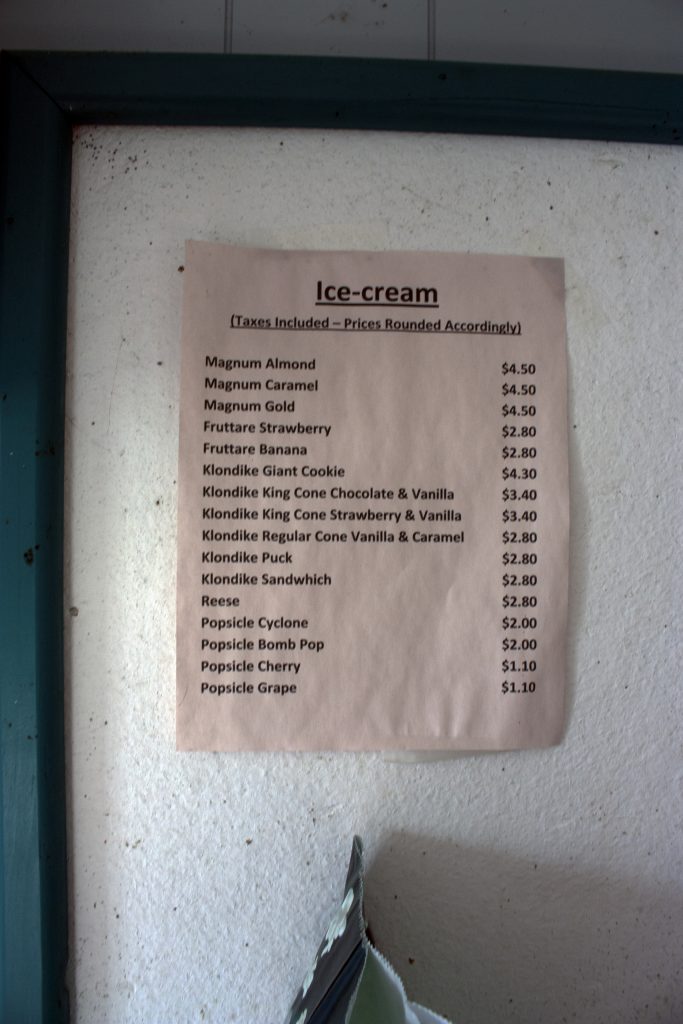 Ice-cream
(Taxes Included – Prices Rounded Accordingly)
Magnum Almond $4.50
Magnum Caramel $4.50
Magnum Gold $4.50
Fruttare Strawberry $2.80
Fruttare Banana $2.80
Klondike Giant Cookie $4.30
Klondike King Cone Chocolate & Vanilla $3.40
Klondike King Cone Strawberry & Vanilla $3.40
Klondike Regular Cone Vanilla & Caramel $2.80
Klondike Puck $2.80
Klondike Sandwhich $2.80
Reese $2.80
Popsicle Cyclone $2.00
Popsicle Bomb Pop $2.00
Popsicle Cherry $1.10
Popsicle Grape $1.10